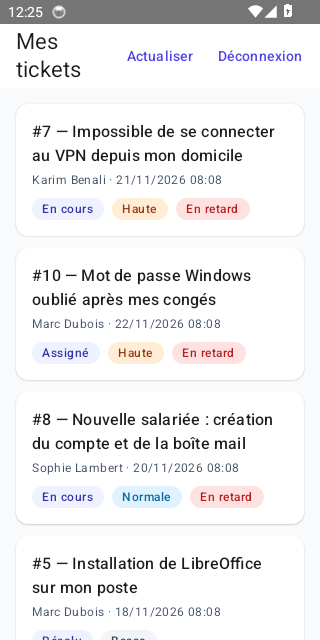 12:25
Mes
tickets
Actualiser
Déconnexion
#7 — Impossible de se connecter
au VPN depuis mon domicile
Karim Benali · 21/11/2026 08:08
En cours Haute En retard
#10 — Mot de passe Windows
oublié après mes congés
Marc Dubois · 22/11/2026 08:08
Assigné Haute En retard
#8 — Nouvelle salariée : création
du compte et de la boîte mail
Sophie Lambert · 20/11/2026 08:08
En cours Normale En retard
#5 — Installation de LibreOffice
sur mon poste
Marc Dubois · 18/11/2026 08:08
Résolu Basse